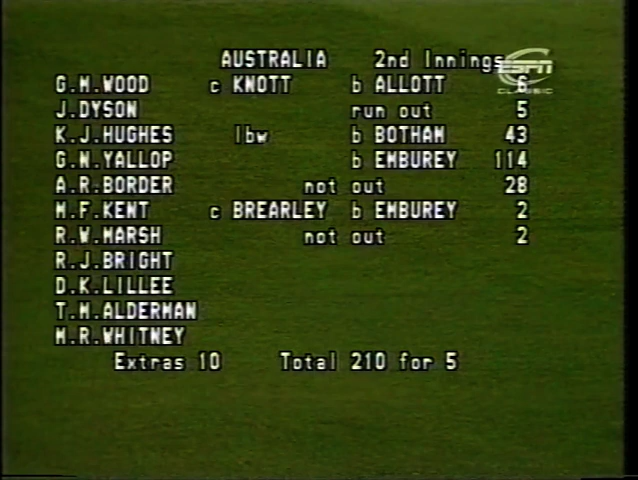 AUSTRALIA 2nd Innings
ESPN
CLASSIC
G.M.WOOD c KNOTT b ALLOTT 6
J.DYSON run out 5
K.J.HUGHES lbw b BOTHAM 43
G.N.YALLOP b EMBUREY 114
A.R.BORDER not out 28
M.F.KENT c BREARLEY b EMBUREY 2
R.W.MARSH not out 2
R.J.BRIGHT
D.K.LILLEE
T.M.ALDERMAN
M.R.WHITNEY
Extras 10 Total 210 for 5